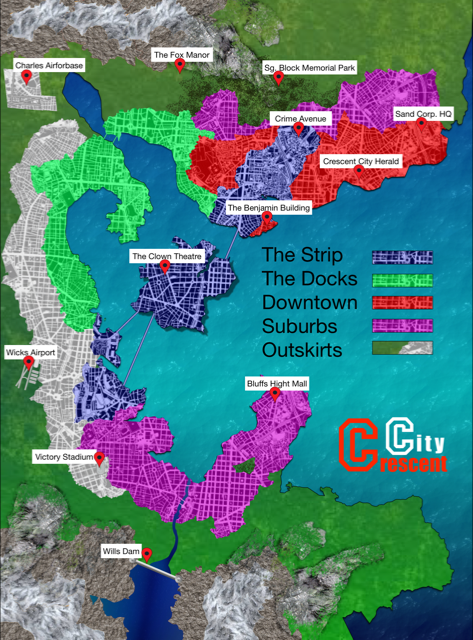 The Fox Manor
Charles Airforbase
Sg. Block Memorial Park
Sand Corp. HQ
Crime Avenue
Crescent City Herald
The Benjamin Building
The Clown Theatre
The Strip
The Docks
Downtown
Suburbs
Outskirts
Wicks Airport
Bluffs Hight Mall
City
Crescent
Victory Stadium
Wills Dam